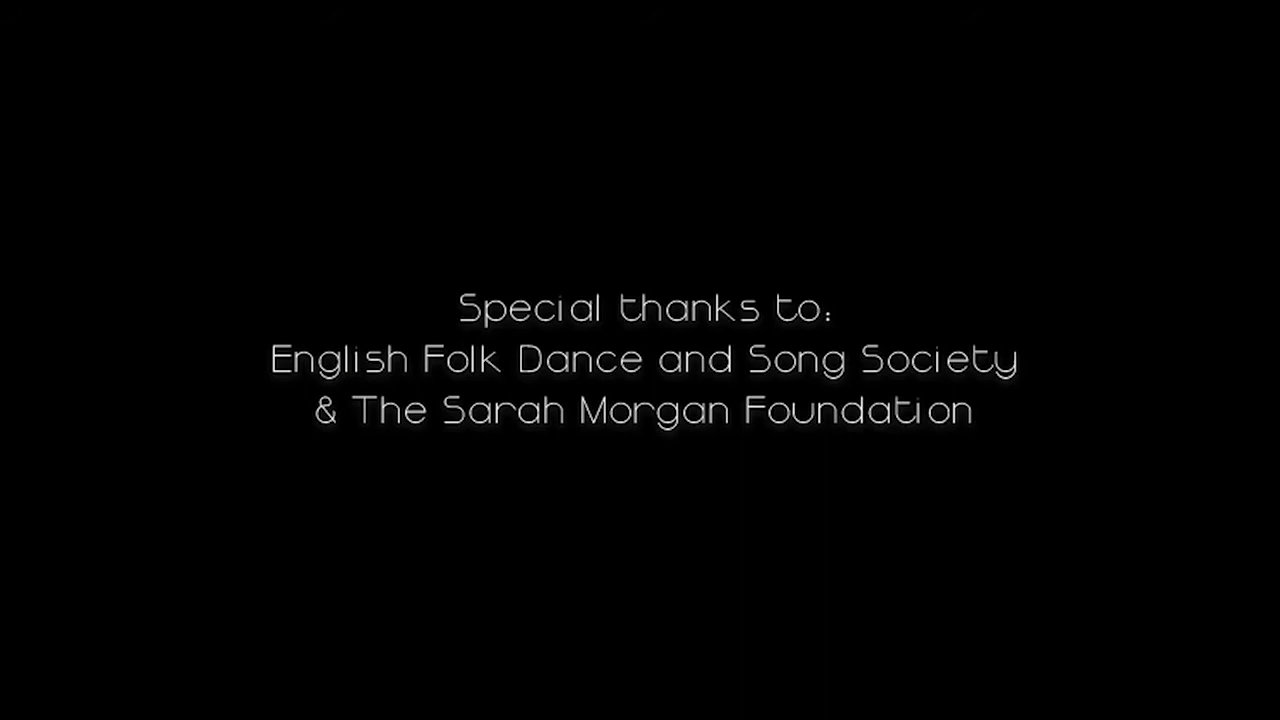 Special thanks to:
English Folk Dance and Song Society
& The Sarah Morgan Foundation